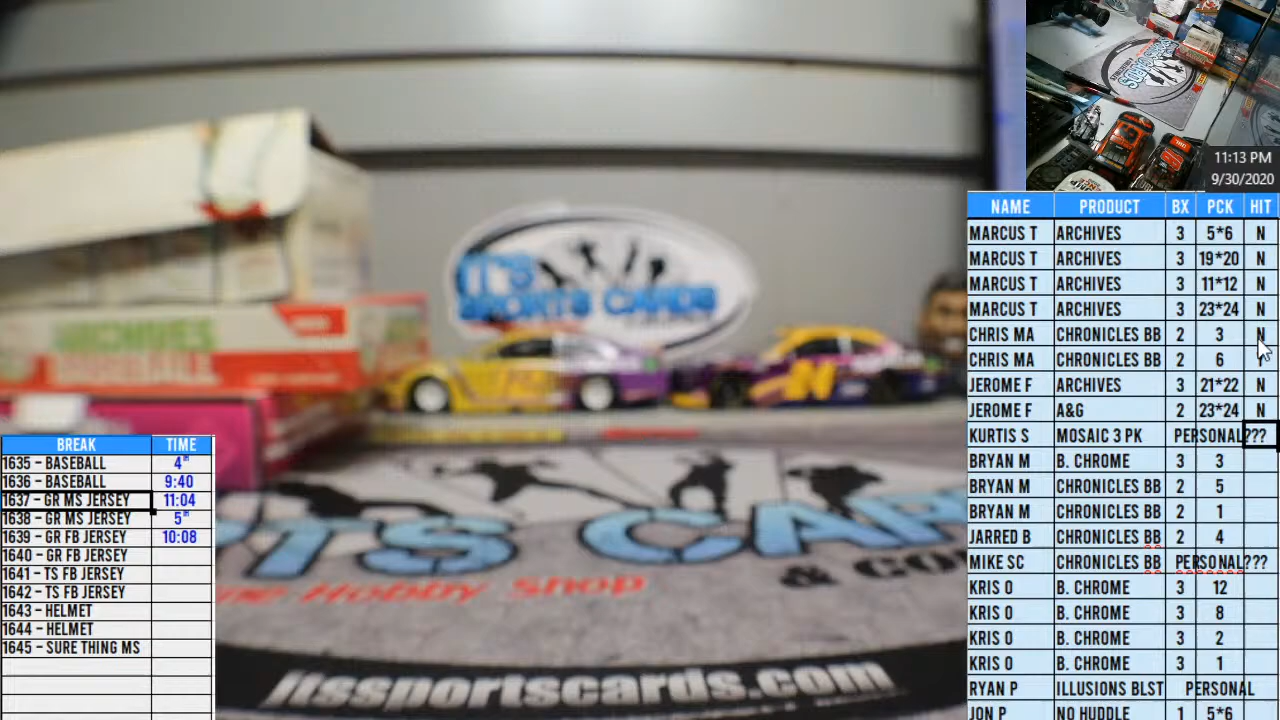 11:13 PM
9/30/2020
IT'S
SPORTS CARDS
ARCHIVES
BASEBALL
SPORTS CAR
& CO
ne Hobby Shop
itssportscards.com
BREAK TIME
1635 - BASEBALL 4th
1636 - BASEBALL 9:40
1637 - GR MS JERSEY 11:04
1638 - GR MS JERSEY 5th
1639 - GR FB JERSEY 10:08
1640 - GR FB JERSEY
1641 - TS FB JERSEY
1642 - TS FB JERSEY
1643 - HELMET
1644 - HELMET
1645 - SURE THING MS
NAME PRODUCT BX PCK HIT
MARCUS T ARCHIVES 3 5*6 N
MARCUS T ARCHIVES 3 19*20 N
MARCUS T ARCHIVES 3 11*12 N
MARCUS T ARCHIVES 3 23*24 N
CHRIS MA CHRONICLES BB 2 3 N
CHRIS MA CHRONICLES BB 2 6
JEROME F ARCHIVES 3 21*22 N
JEROME F A&G 2 23*24 N
KURTIS S MOSAIC 3 PK PERSONAL???
BRYAN M B. CHROME 3 3
BRYAN M CHRONICLES BB 2 5
BRYAN M CHRONICLES BB 2 1
JARRED B CHRONICLES BB 2 4
MIKE SC CHRONICLES BB PERSONAL???
KRIS O B. CHROME 3 12
KRIS O B. CHROME 3 8
KRIS O B. CHROME 3 2
KRIS O B. CHROME 3 1
RYAN P ILLUSIONS BLST PERSONAL
JON P NO HUDDLE 1 5*6